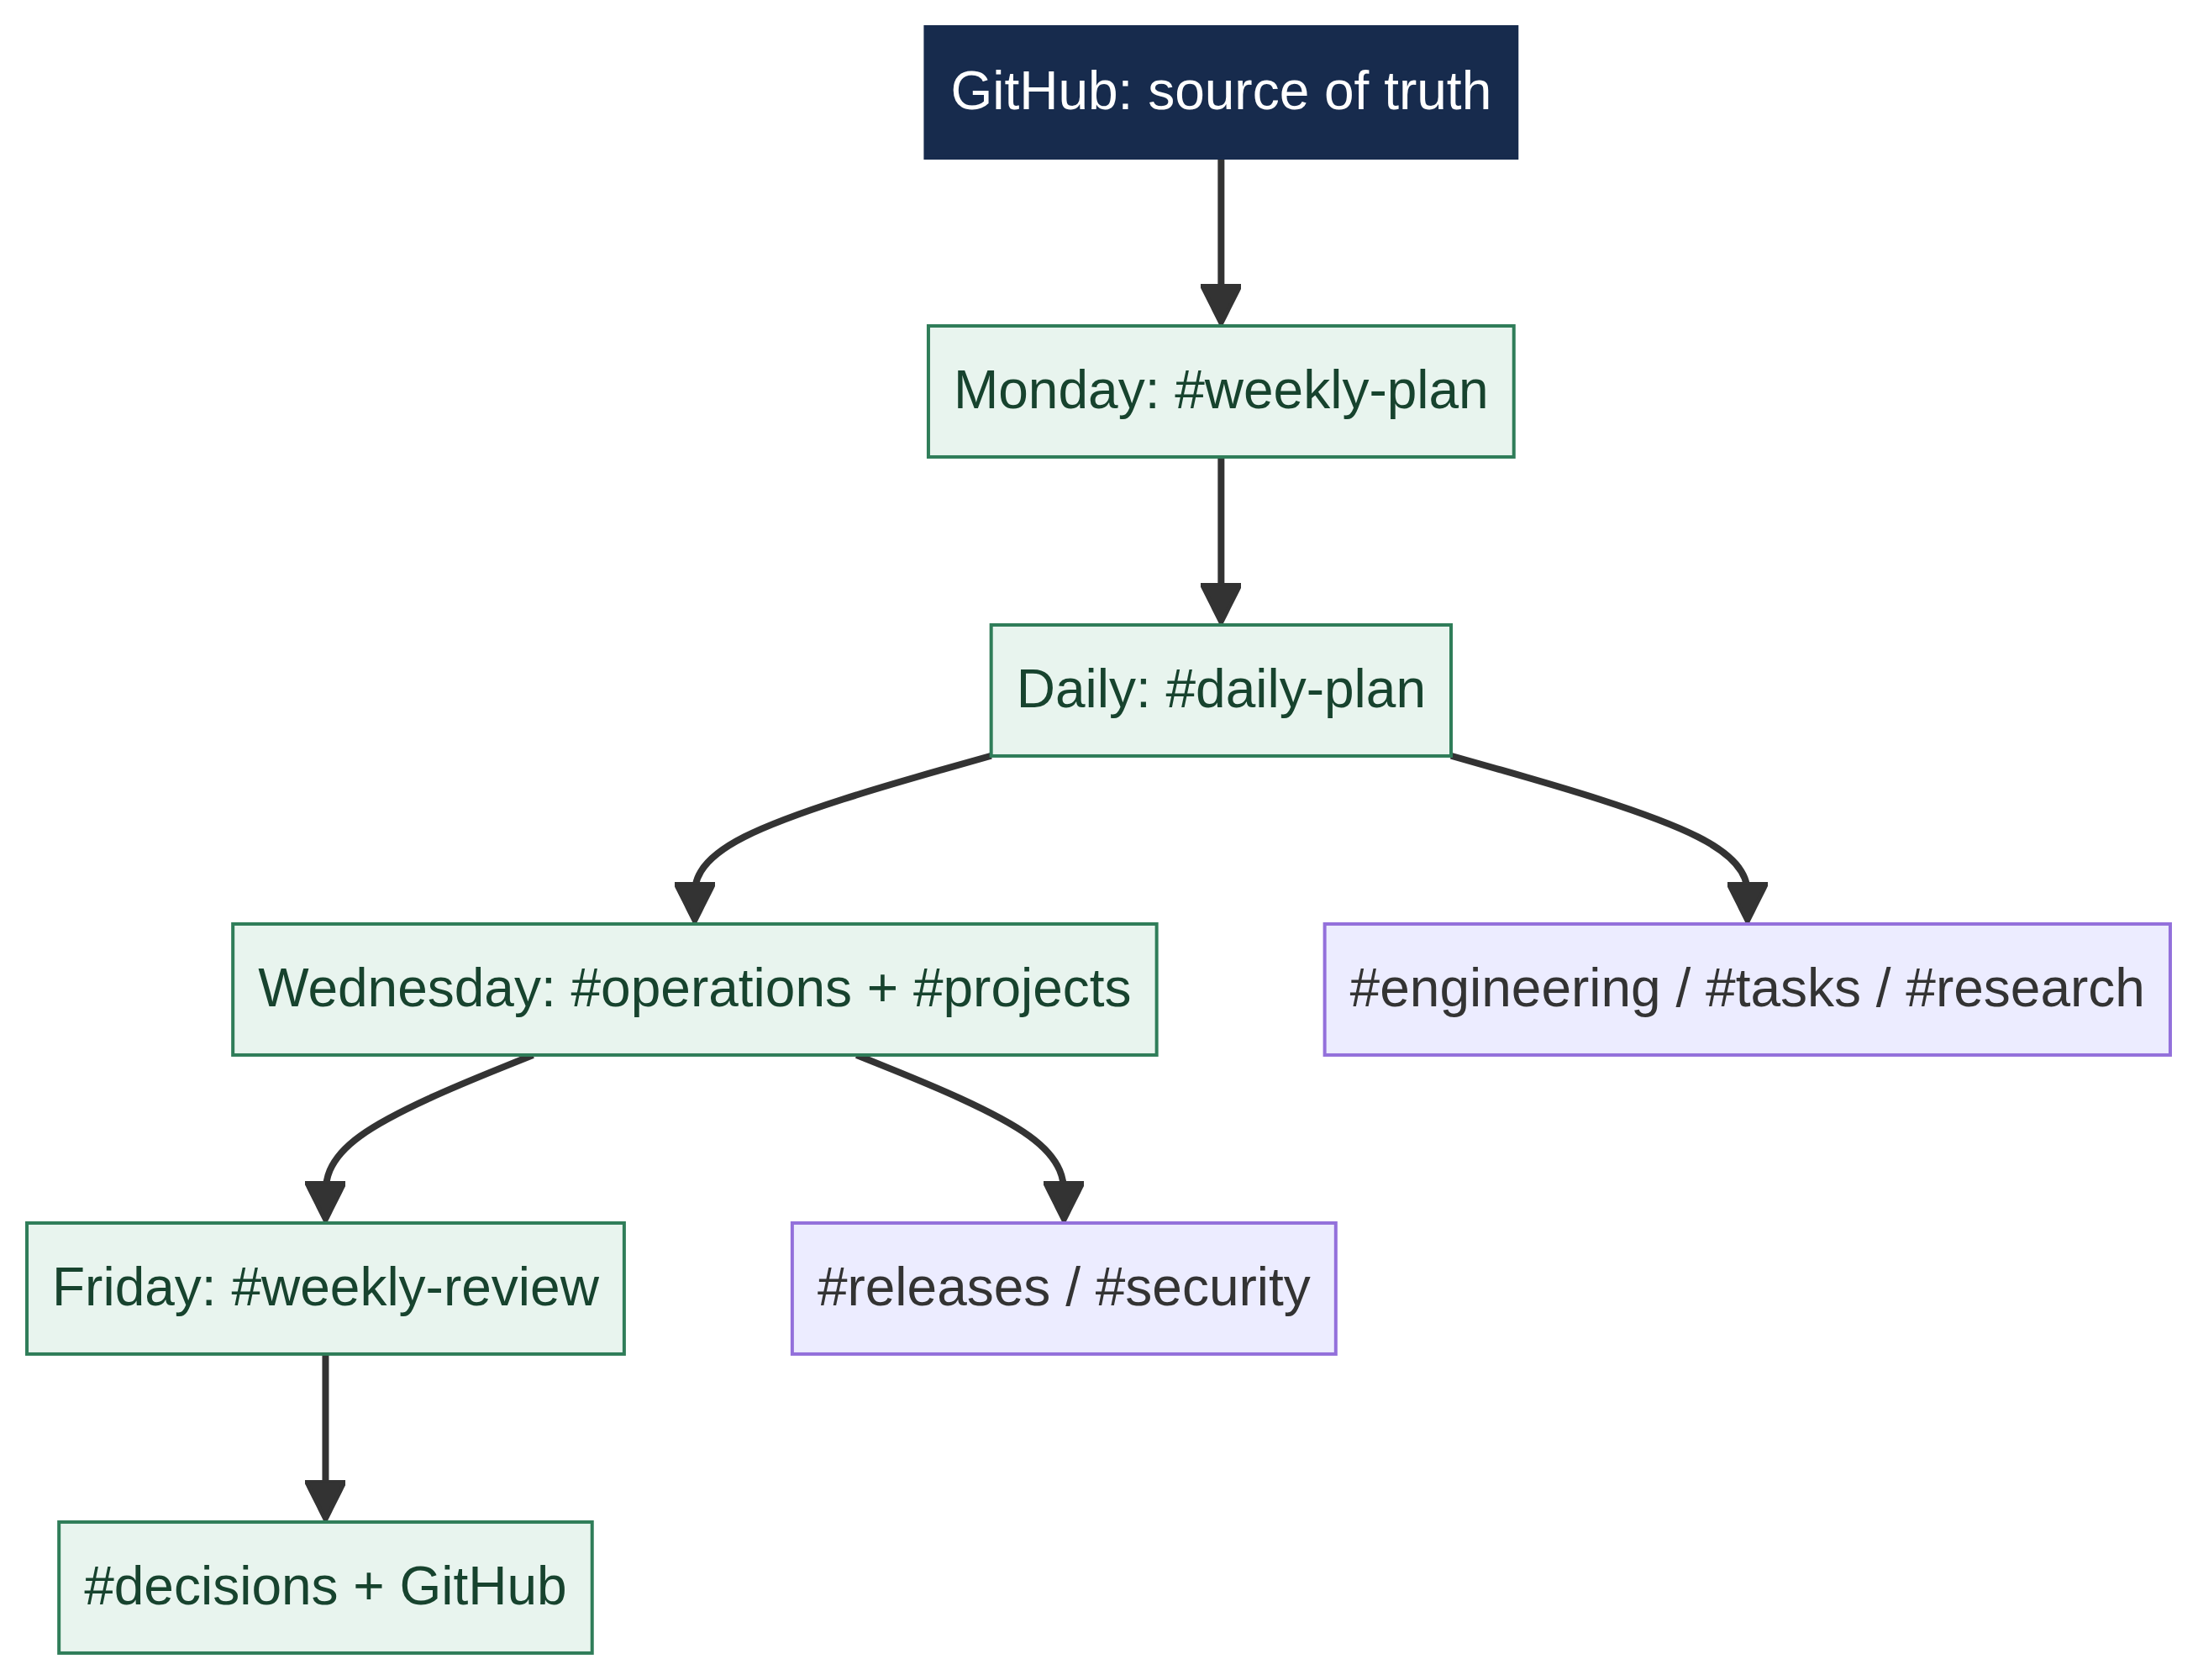 GitHub: source of truth
Monday: #weekly-plan
Daily: #daily-plan
Wednesday: #operations + #projects
#engineering / #tasks / #research
Friday: #weekly-review
#releases / #security
#decisions + GitHub